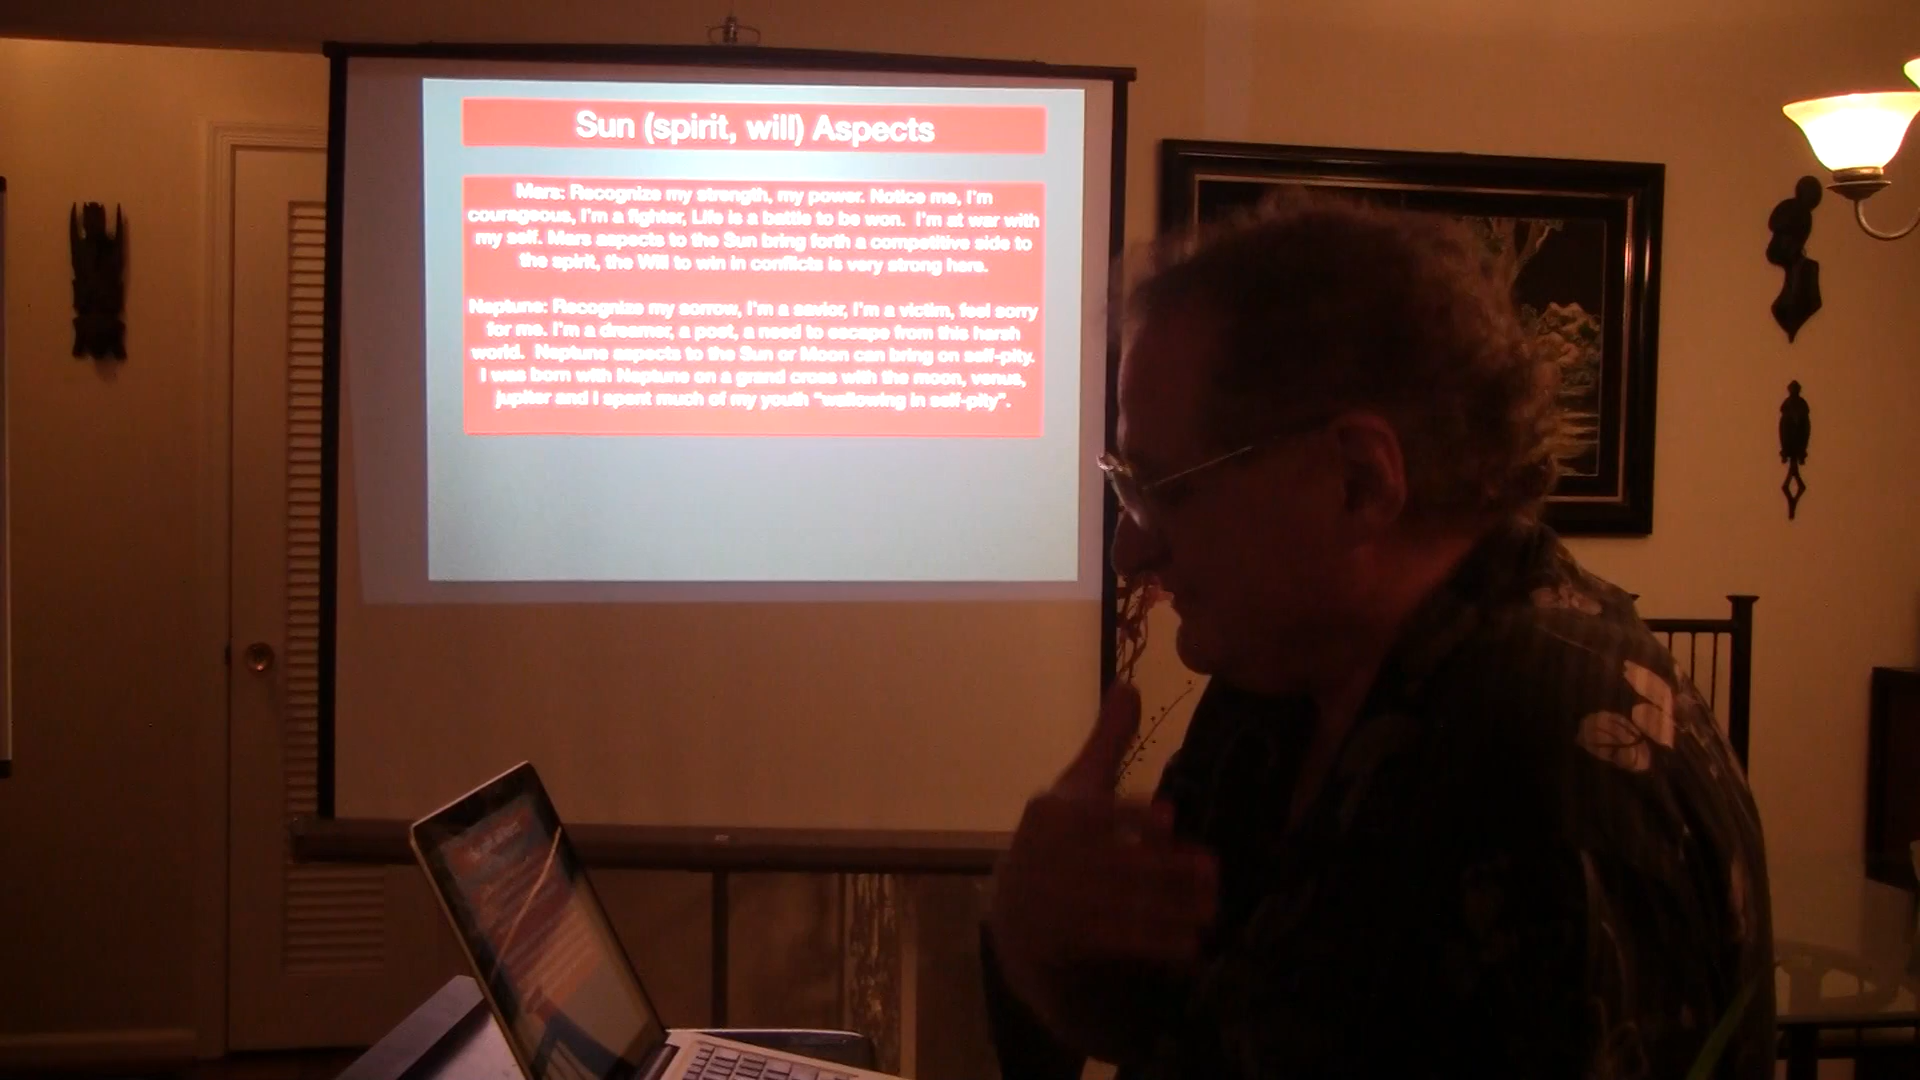 Sun (spirit, will) Aspects
Mars: Recognize my strength, my power. Notice me, I'm
courageous, I'm a fighter, Life is a battle to be won. I'm at war with
my self. Mars aspects to the Sun bring forth a competitive side to
the spirit, the Will to win in conflicts is very strong here.
Neptune: Recognize my sorrow, I'm a savior, I'm a victim, feel sorry
for me. I'm a dreamer, a poet, a need to escape from this harsh
world. Neptune aspects to the Sun or Moon can bring on self-pity.
I was born with Neptune on a grand cross with the moon, venus,
jupiter and I spent much of my youth "wallowing in self-pity".